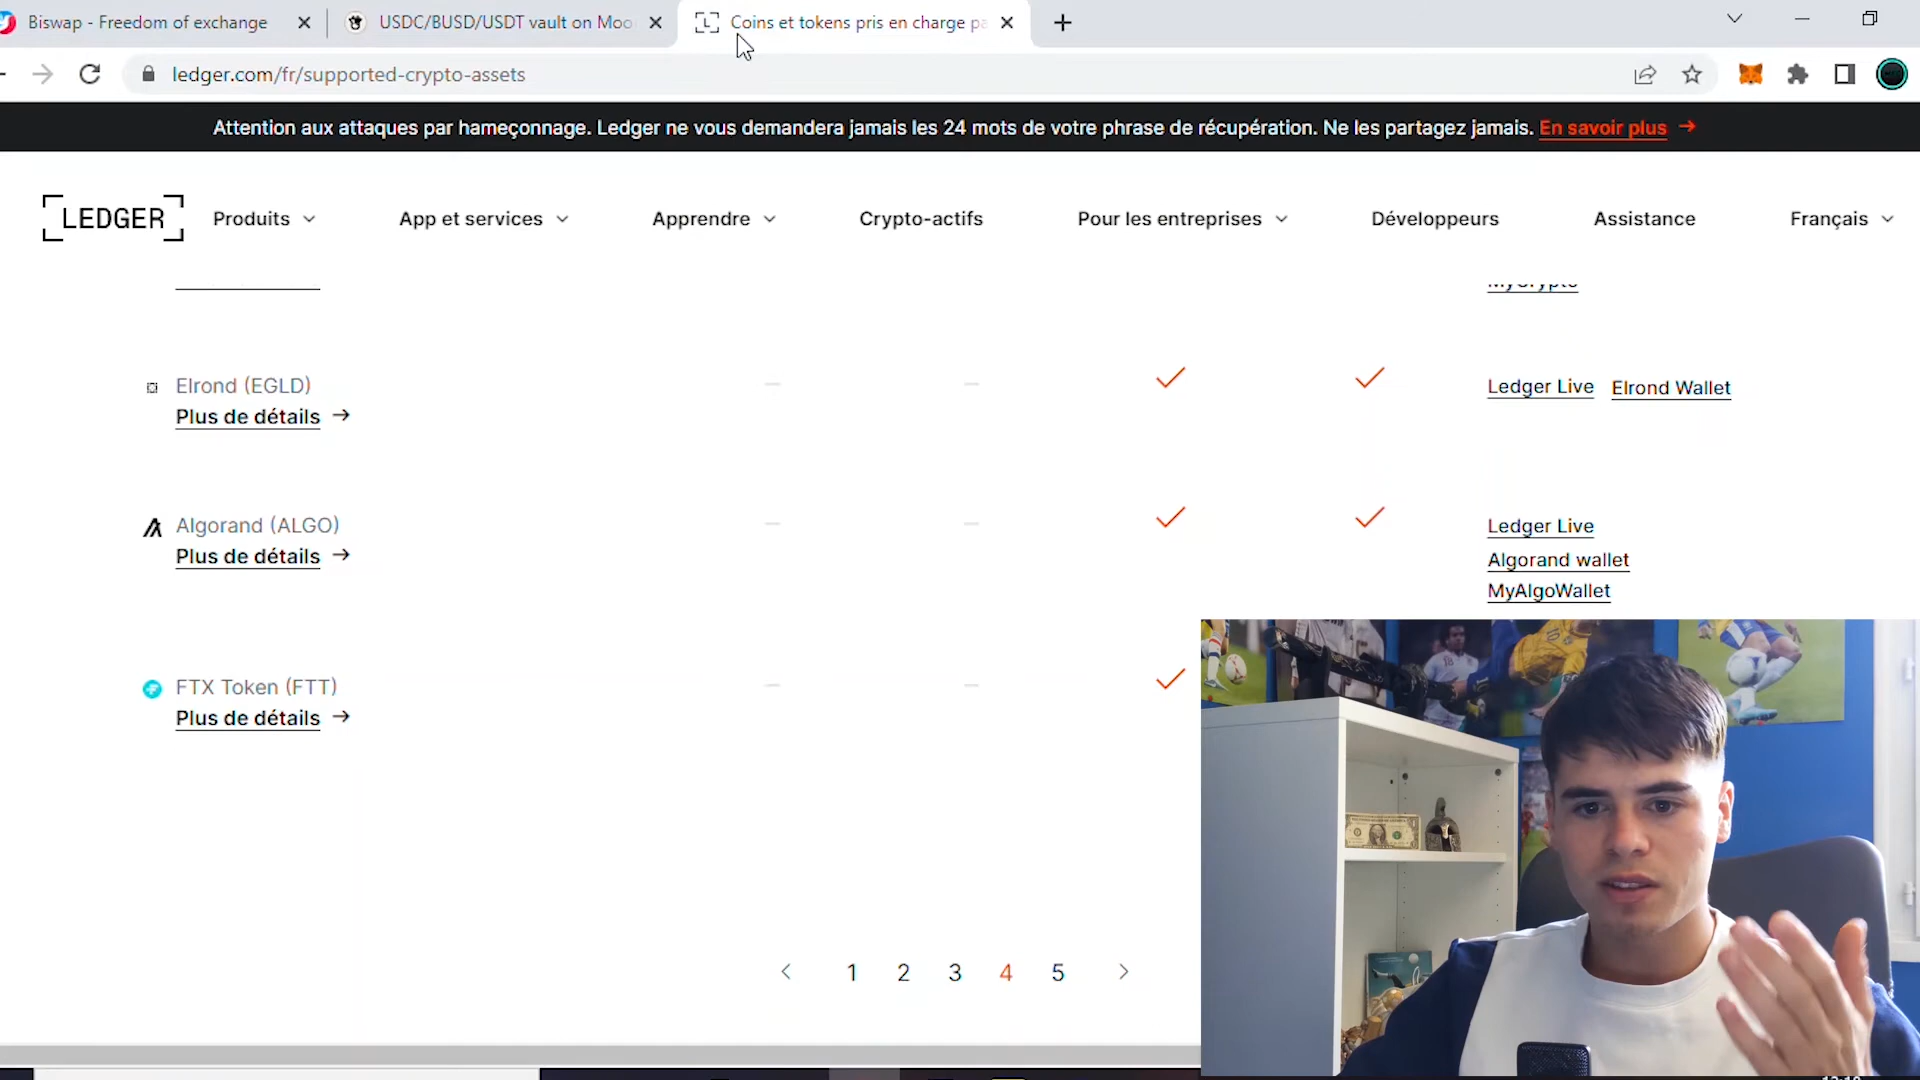 Biswap - Freedom of exchange
USDC/BUSD/USDT vault on Moo
Coins et tokens pris en charge pa
ledger.com/fr/supported-crypto-assets
Attention aux attaques par hameçonnage. Ledger ne vous demandera jamais les 24 mots de votre phrase de récupération. Ne les partagez jamais. En savoir plus →
LEDGER
Produits
App et services
Apprendre
Crypto-actifs
Pour les entreprises
Développeurs
Assistance
Français
MyCrypto
Elrond (EGLD)
Plus de détails →
Ledger Live
Elrond Wallet
Algorand (ALGO)
Plus de détails →
Ledger Live
Algorand wallet
MyAlgoWallet
FTX Token (FTT)
Plus de détails →
1 2 3 4 5